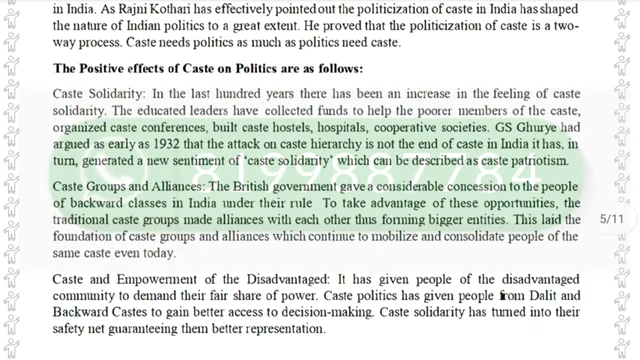 in India. As Rajni Kothari has effectively pointed out the politicization of caste in India has shaped
the nature of Indian politics to a great extent. He proved that the politicization of caste is a two-
way process. Caste needs politics as much as politics need caste.
The Positive effects of Caste on Politics are as follows:
Caste Solidarity: In the last hundred years there has been an increase in the feeling of caste
solidarity. The educated leaders have collected funds to help the poorer members of the caste,
organized caste conferences, built caste hostels, hospitals, cooperative societies. GS Ghurye had
argued as early as 1932 that the attack on caste hierarchy is not the end of caste in India it has, in
turn, generated a new sentiment of ‘caste solidarity’ which can be described as caste patriotism.
8199887784
Caste Groups and Alliances: The British government gave a considerable concession to the people
of backward classes in India under their rule To take advantage of these opportunities, the
traditional caste groups made alliances with each other thus forming bigger entities. This laid the
foundation of caste groups and alliances which continue to mobilize and consolidate people of the
same caste even today.
5/11
Caste and Empowerment of the Disadvantaged: It has given people of the disadvantaged
community to demand their fair share of power. Caste politics has given people from Dalit and
Backward Castes to gain better access to decision-making. Caste solidarity has turned into their
safety net guaranteeing them better representation.